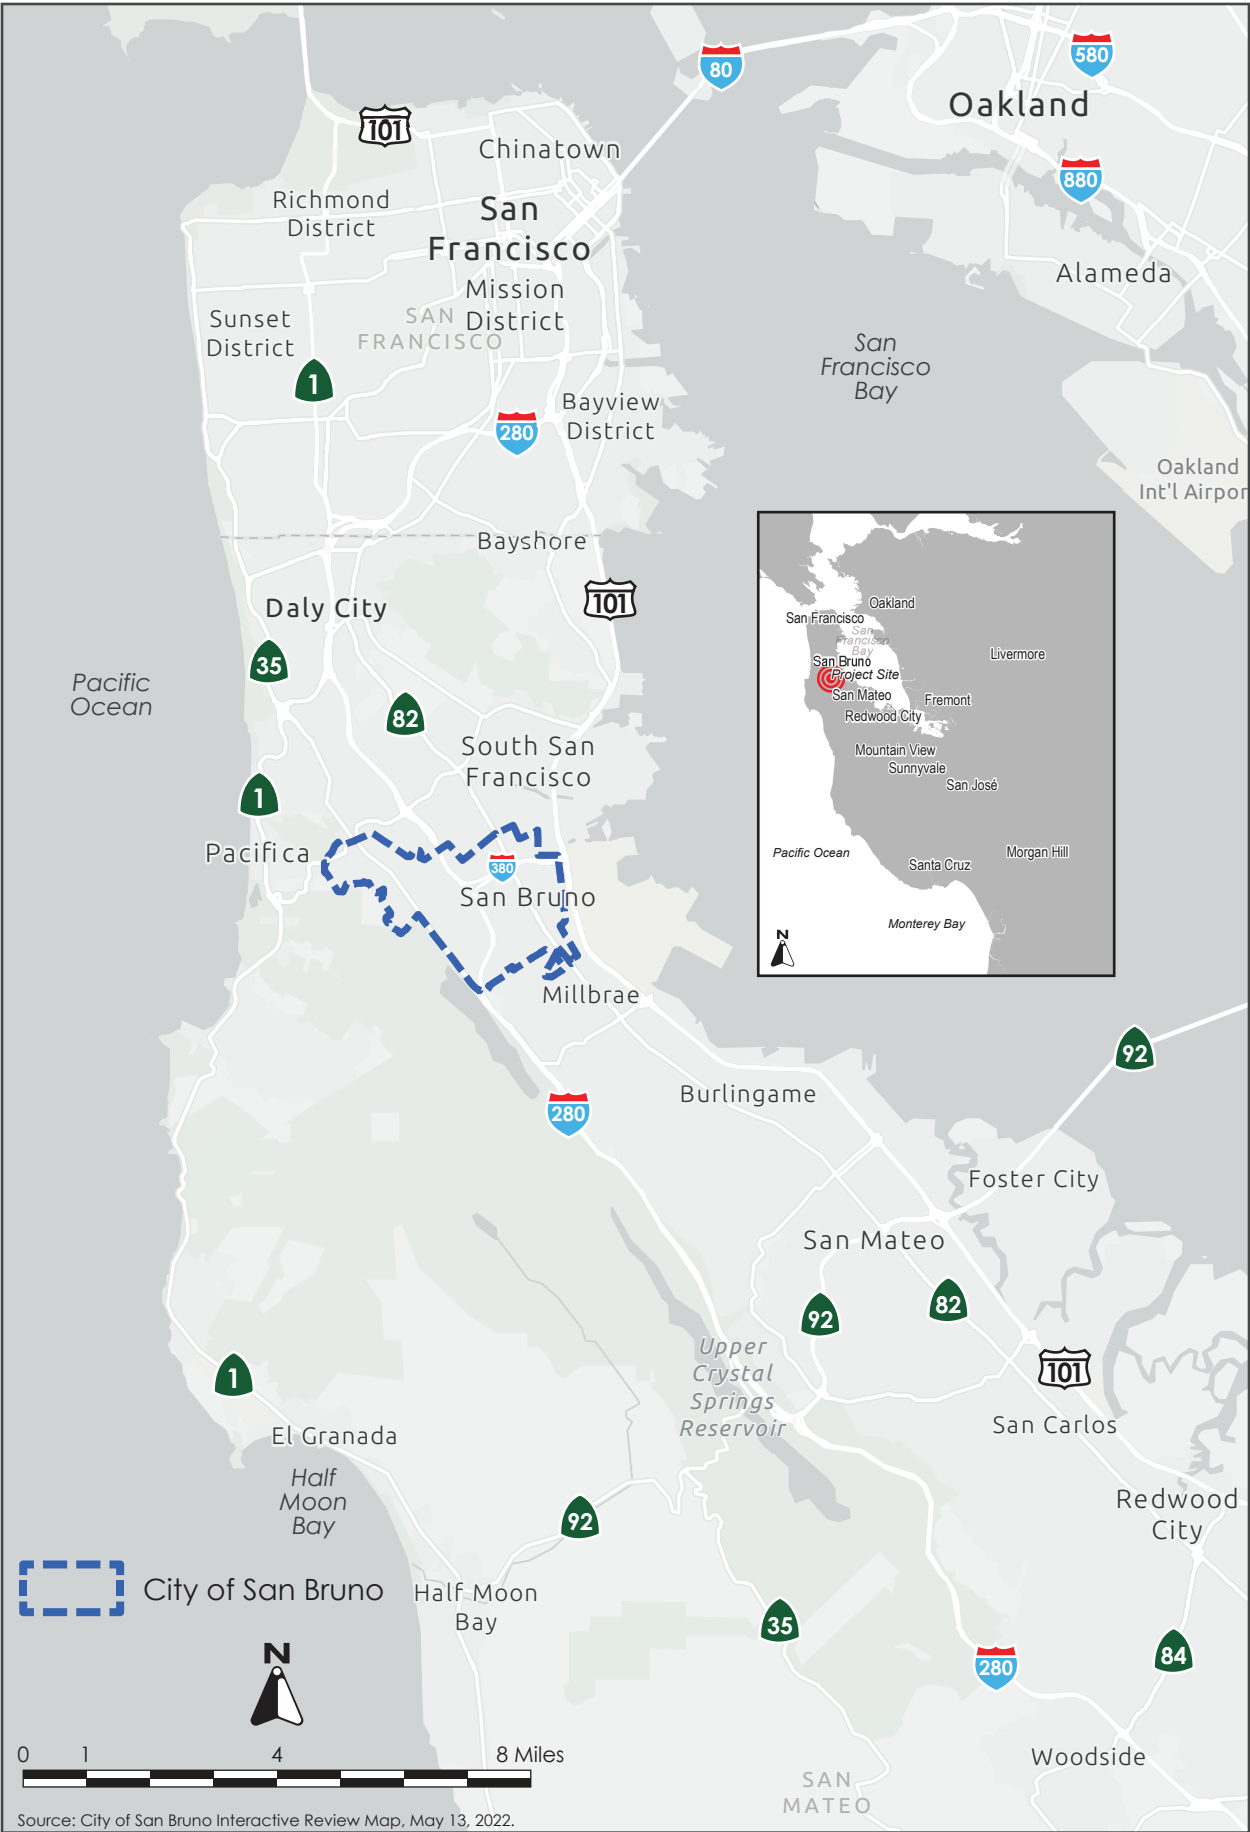 80
580
Oakland
101
Chinatown
880
Richmond
District
San
Francisco
Alameda
Mission
District
SAN
FRANCISCO
Sunset
District
San
Francisco
Bay
1
Bayview
District
280
Oakland
Int'l Airpor
Bayshore
101
Daly City
35
Pacific
Ocean
82
South San
Francisco
1
Pacifica
380
San Bruno
Millbrae
Oakland
San Francisco
San
Francisco
Bay
Livermore
San Bruno
Project Site
San Mateo
Fremont
Redwood City
Mountain View
Sunnyvale
San José
Pacific Ocean
Morgan Hill
Santa Cruz
Monterey Bay
N
92
Burlingame
280
Foster City
San Mateo
92
82
Upper
Crystal
Springs
Reservoir
101
1
San Carlos
El Granada
Half
Moon
Bay
Redwood
City
92
City of San Bruno
Half Moon
Bay
35
280
84
N
0 1 4 8 Miles
Woodside
SAN
MATEO
Source: City of San Bruno Interactive Review Map, May 13, 2022.